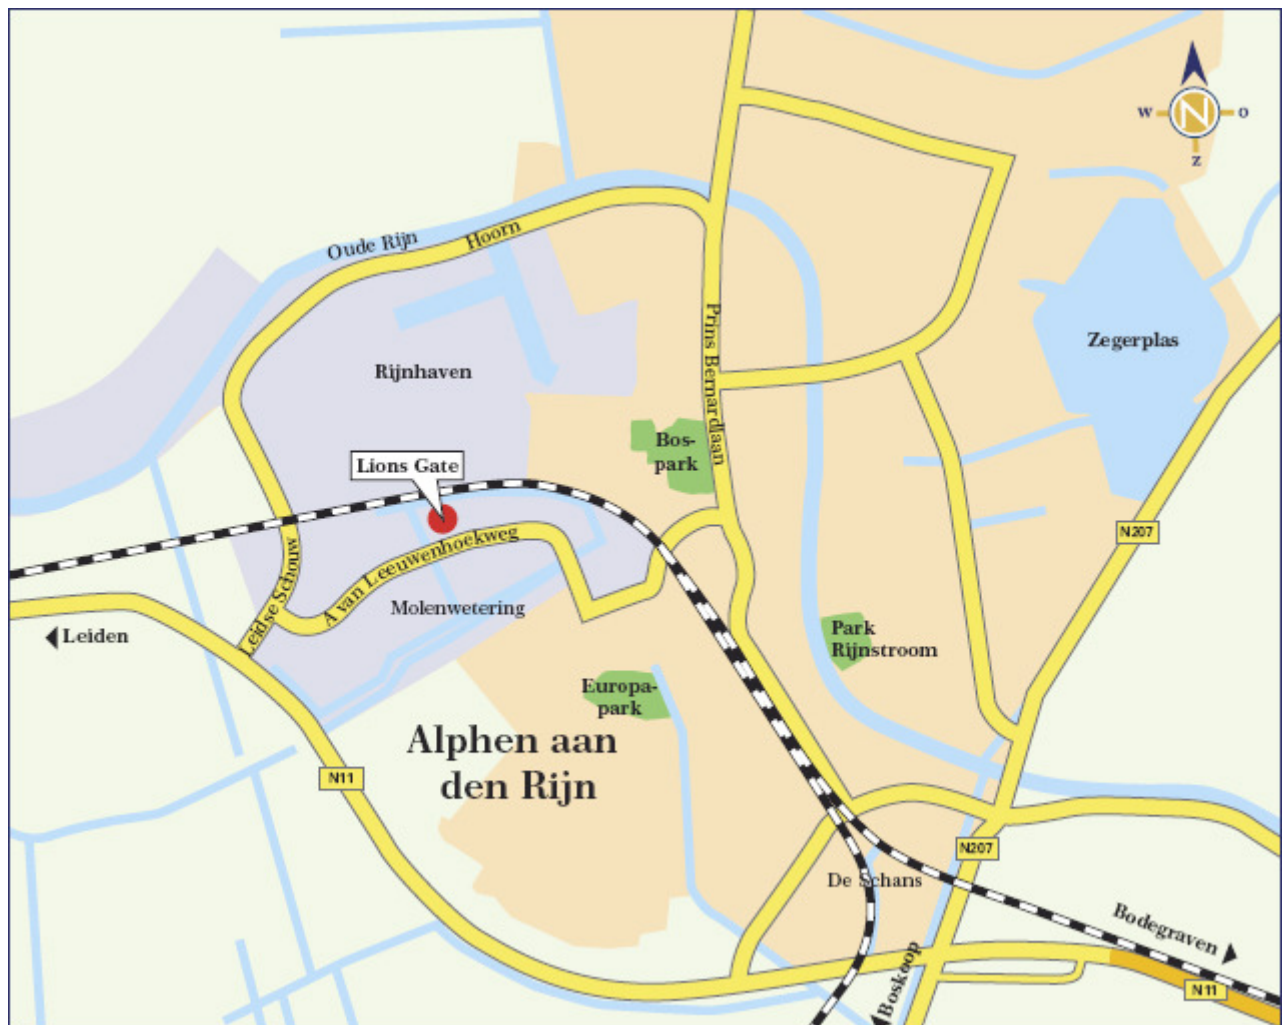 N
w
o
z
Oude Rijn
Hoorn
Prins Bernardlaan
Zegerplas
Rijnhaven
Bos-
park
Lions Gate
N207
Leidse Schouw
A van Leeuwenhoekweg
Molenwetering
Leiden
Park
Rijnstroom
Europa-
park
Alphen aan
den Rijn
N11
N207
De Schans
Bodegraven
Boskoop
N11